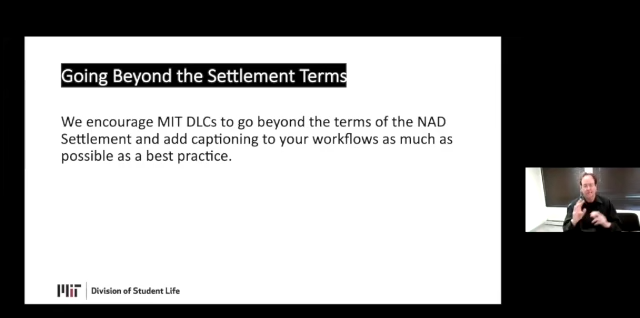 Going Beyond the Settlement Terms
We encourage MIT DLCs to go beyond the terms of the NAD
Settlement and add captioning to your workflows as much as
possible as a best practice.
MIT Division of Student Life